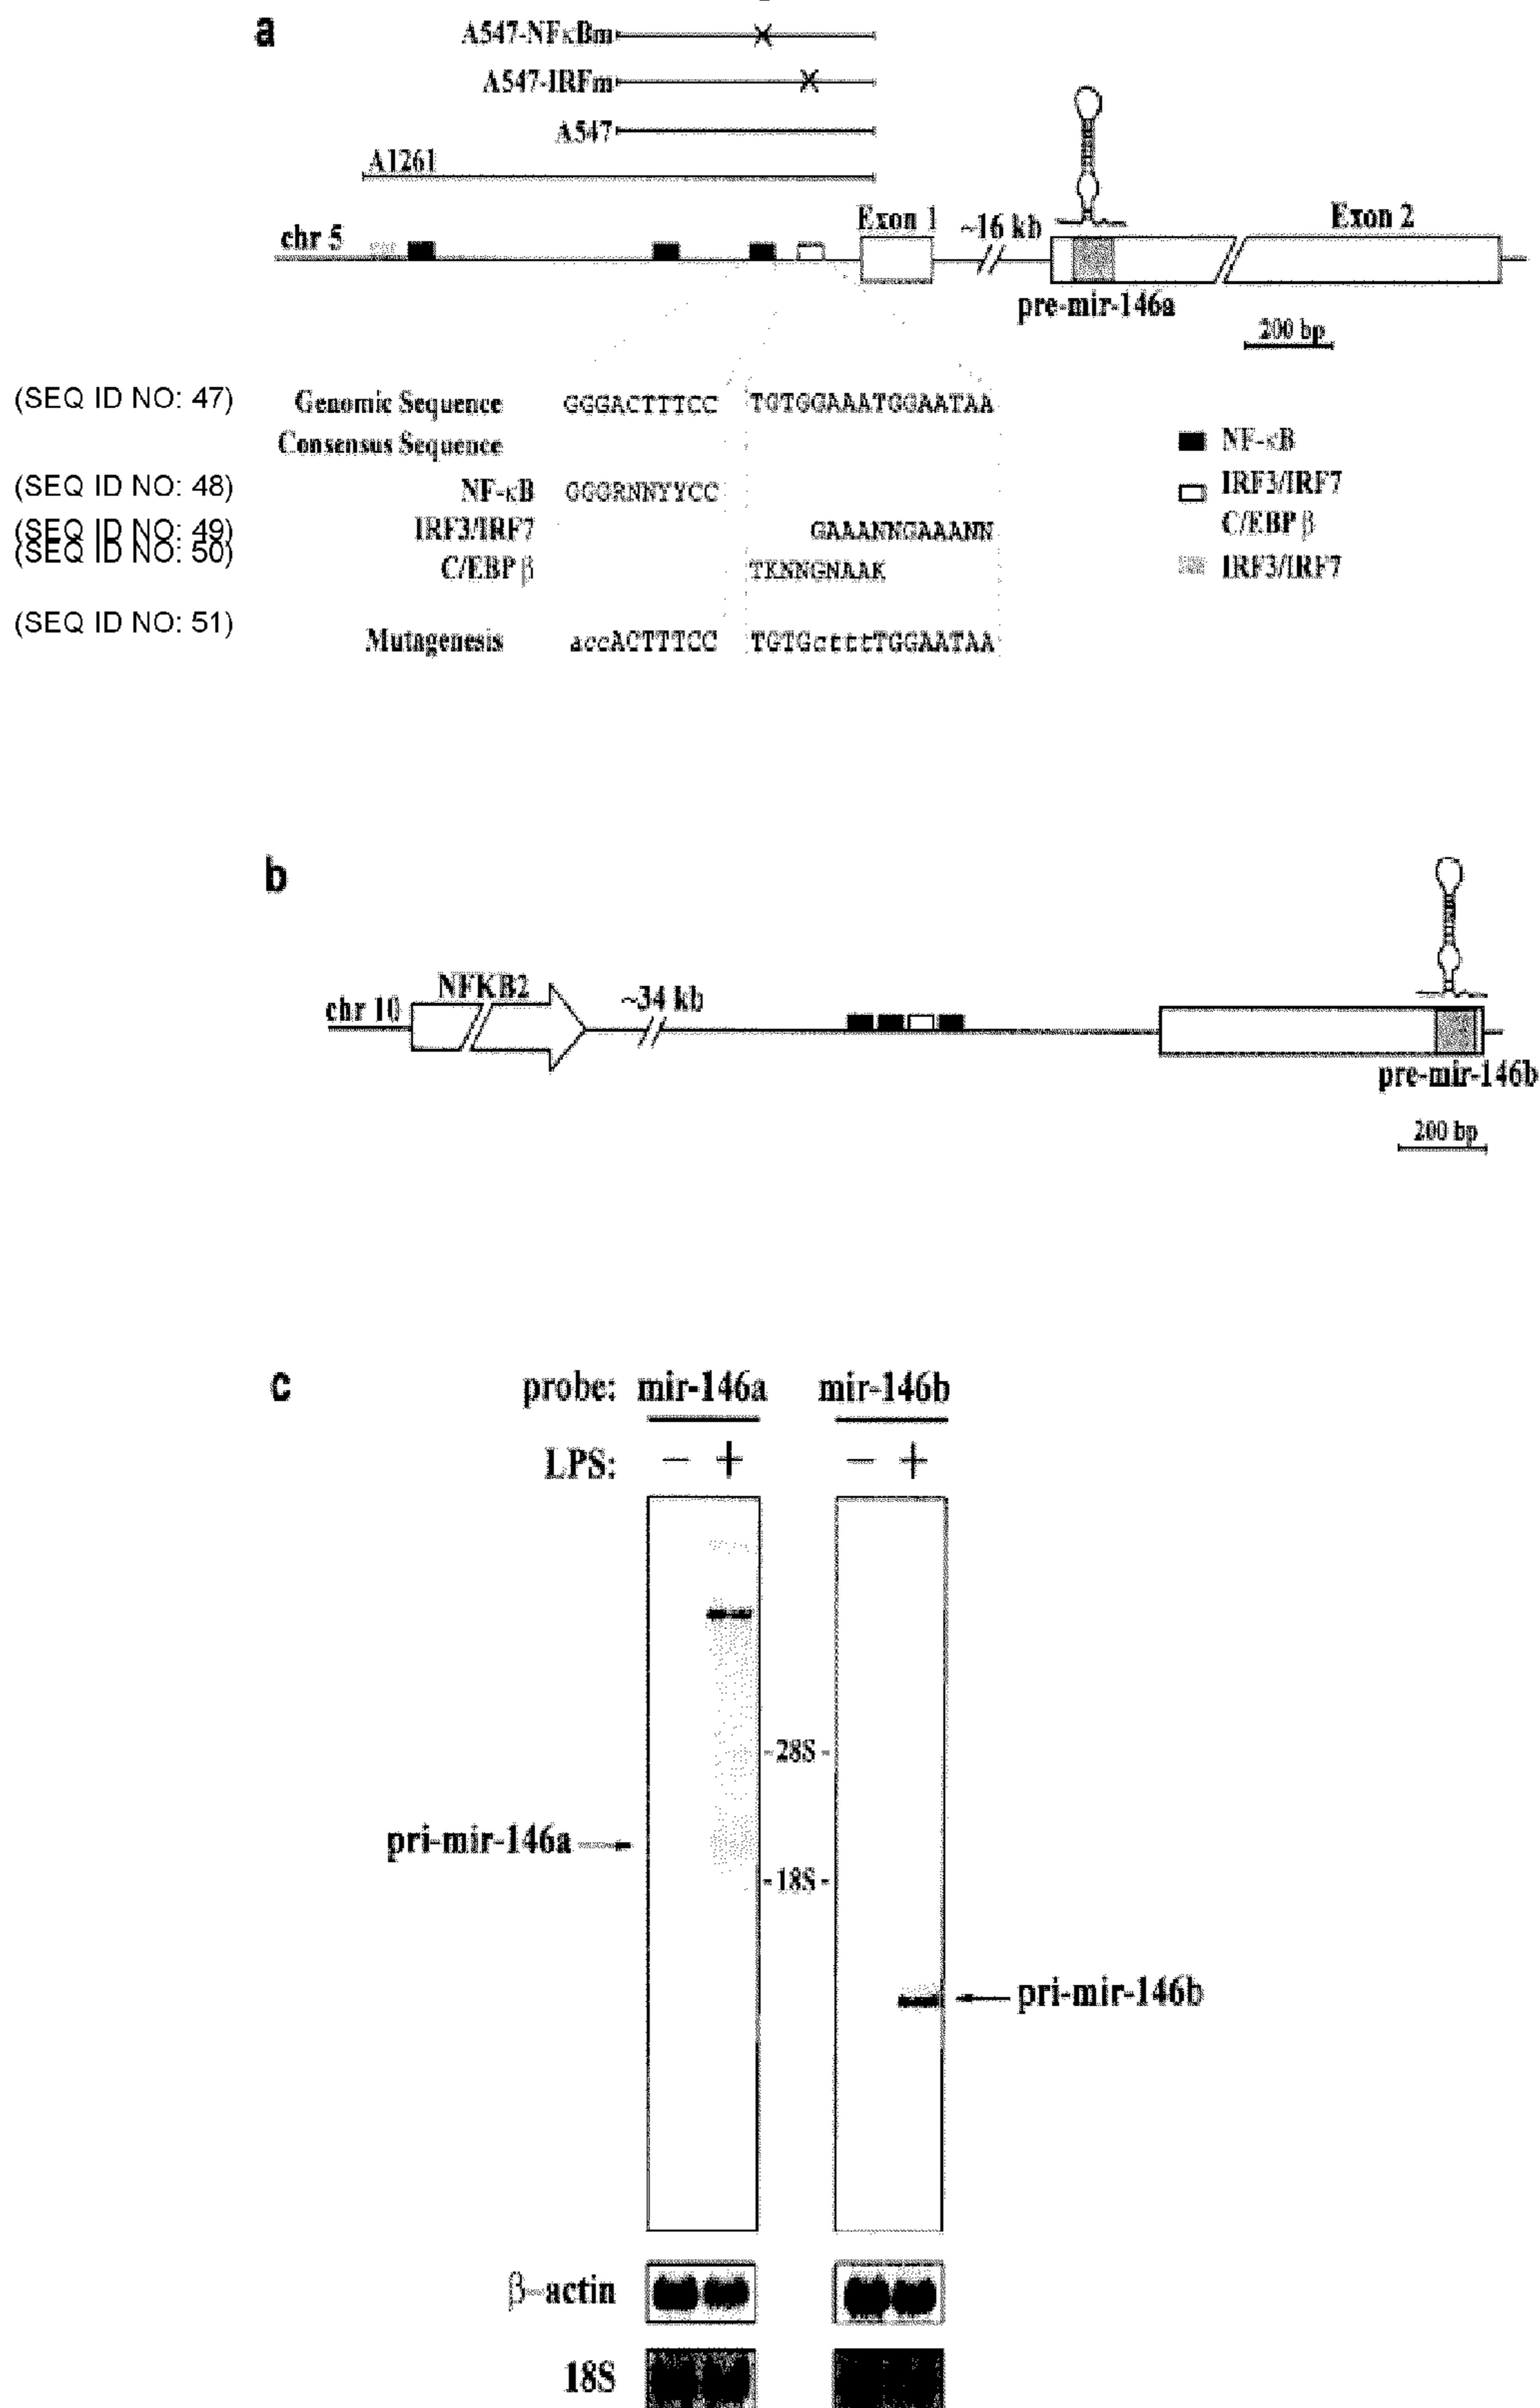 a
A547-NFκBm
A547-IRFm
A547
A1261
chr 5
Exon 1
~16 kb
Exon 2
pre-mir-146a
200 bp
(SEQ ID NO: 47) Genomic Sequence GGGACTTTCC TGTGGAAATGGAATAA
Consensus Sequence
(SEQ ID NO: 48) NF-κB GGGRNNYYCC
(SEQ ID NO: 49) IRF3/IRF7 GAAANNGAAANN
(SEQ ID NO: 50) C/EBP β TKNNGNAAK
(SEQ ID NO: 51) Mutagenesis accACTTTCC TGTGctttTGGAATAA
NF-κB
IRF3/IRF7
C/EBP β
IRF3/IRF7
b
chr 10
NFKB2
~34 kb
pre-mir-146b
200 bp
c
probe: mir-146a mir-146b
LPS: − + − +
-28S-
pri-mir-146a
-18S-
pri-mir-146b
β-actin
18S